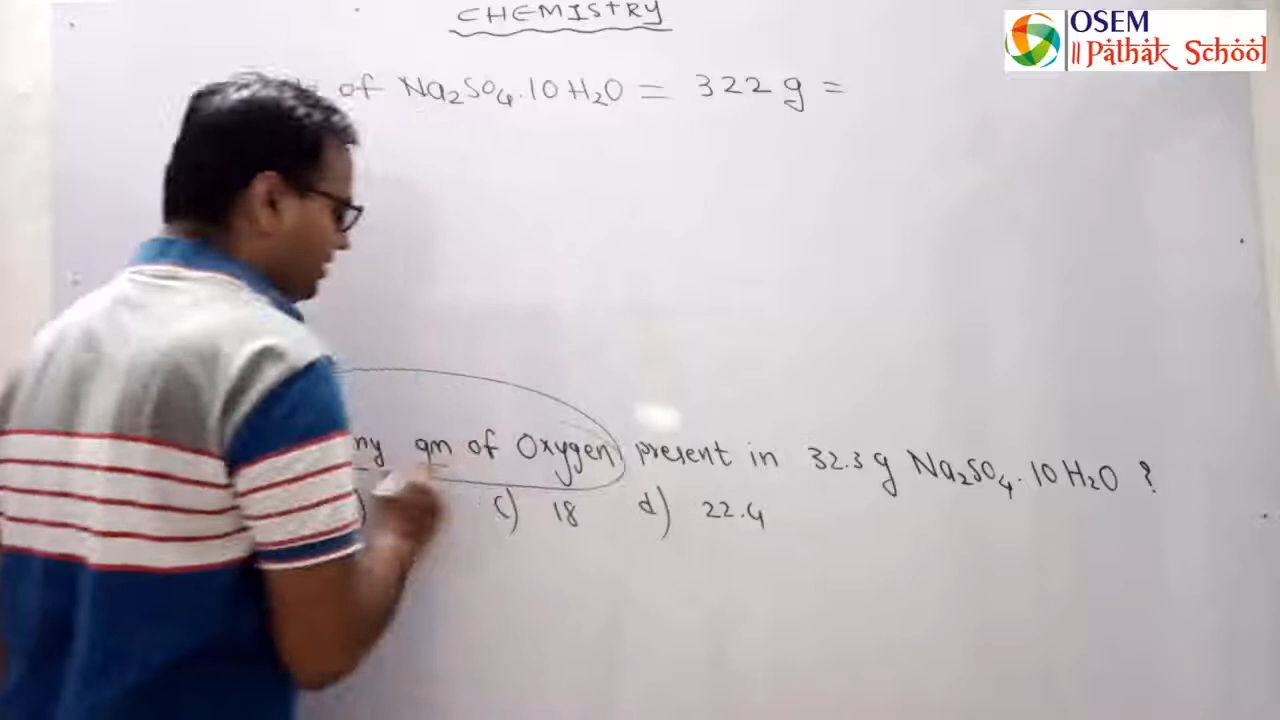 CHEMISTRY
OSEM
|| Pathak School
of Na₂SO₄.10H₂O = 322 g =
gm of Oxygen present in 32.3 g Na₂SO₄.10H₂O ?
) c) 18 d) 22.4